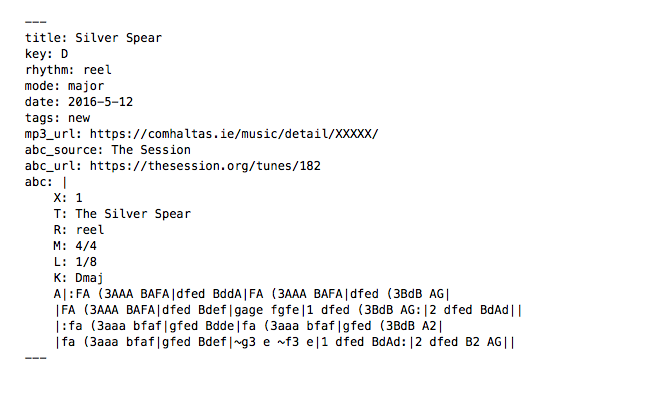 ---
title: Silver Spear
key: D
rhythm: reel
mode: major
date: 2016-5-12
tags: new
mp3_url: https://comhaltas.ie/music/detail/XXXXX/
abc_source: The Session
abc_url: https://thesession.org/tunes/182
abc: |
    X: 1
    T: The Silver Spear
    R: reel
    M: 4/4
    L: 1/8
    K: Dmaj
    A|:FA (3AAA BAFA|dfed BddA|FA (3AAA BAFA|dfed (3BdB AG|
    |FA (3AAA BAFA|dfed Bdef|gage fgfe|1 dfed (3BdB AG:|2 dfed BdAd||
    |:fa (3aaa bfaf|gfed Bdde|fa (3aaa bfaf|gfed (3BdB A2|
    |fa (3aaa bfaf|gfed Bdef|~g3 e ~f3 e|1 dfed BdAd:|2 dfed B2 AG||
---